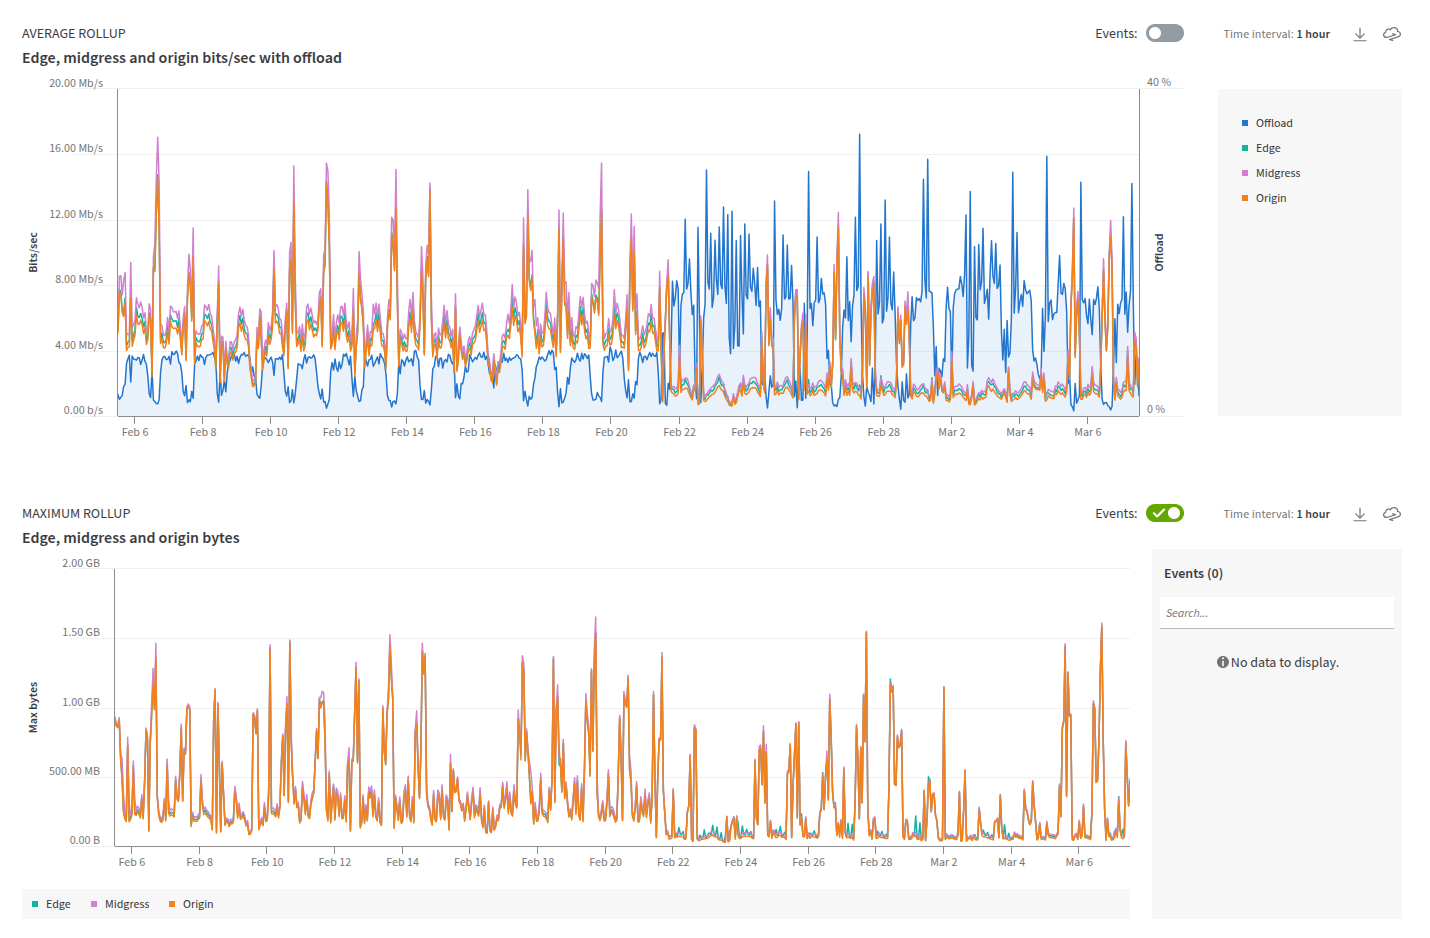 AVERAGE ROLLUP
Events:
Time interval: 1 hour
Edge, midgress and origin bits/sec with offload
20.00 Mb/s
16.00 Mb/s
12.00 Mb/s
8.00 Mb/s
4.00 Mb/s
0.00 b/s
Bits/sec
40 %
0 %
Offload
Feb 6 Feb 8 Feb 10 Feb 12 Feb 14 Feb 16 Feb 18 Feb 20 Feb 22 Feb 24 Feb 26 Feb 28 Mar 2 Mar 4 Mar 6
Offload
Edge
Midgress
Origin
MAXIMUM ROLLUP
Events:
Time interval: 1 hour
Edge, midgress and origin bytes
2.00 GB
1.50 GB
1.00 GB
500.00 MB
0.00 B
Max bytes
Feb 6 Feb 8 Feb 10 Feb 12 Feb 14 Feb 16 Feb 18 Feb 20 Feb 22 Feb 24 Feb 26 Feb 28 Mar 2 Mar 4 Mar 6
Edge Midgress Origin
Events (0)
Search...
No data to display.